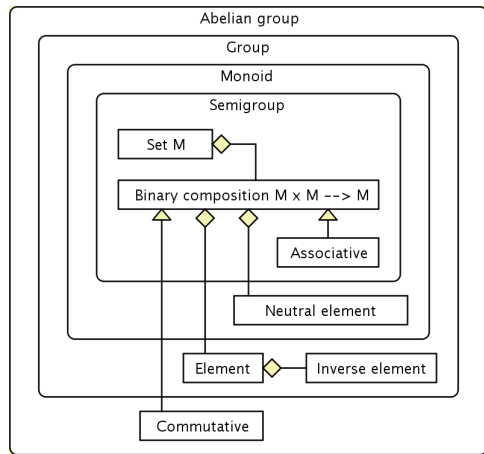 Abelian group
Group
Monoid
Semigroup
Set M
Binary composition M x M --> M
Associative
Neutral element
Element
Inverse element
Commutative